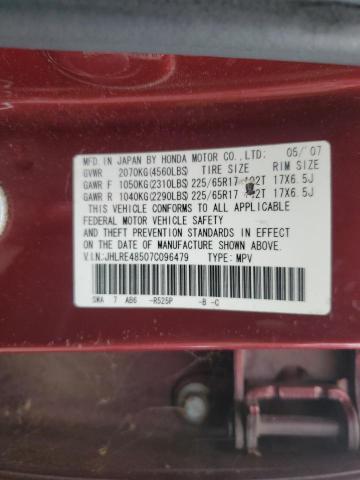 MFD. IN JAPAN BY HONDA MOTOR CO., LTD: 05/'07
GVWR 2070KG(4560LBS) TIRE SIZE RIM SIZE
GAWR F 1050KG(2310LBS) 225/65R17 102T 17X6.5J
GAWR R 1040KG(2290LBS) 225/65R17 102T 17X6.5J
THIS VEHICLE CONFORMS TO ALL APPLICABLE
FEDERAL MOTOR VEHICLE SAFETY
AND THEFT PREVENTION STANDARDS IN EFFECT ON
THE DATE OF MANUFACTURE SHOWN ABOVE.
V.I.N:JHLRE48507C096479 TYPE: MPV
SWA 7 AB6 -R525P -B -C